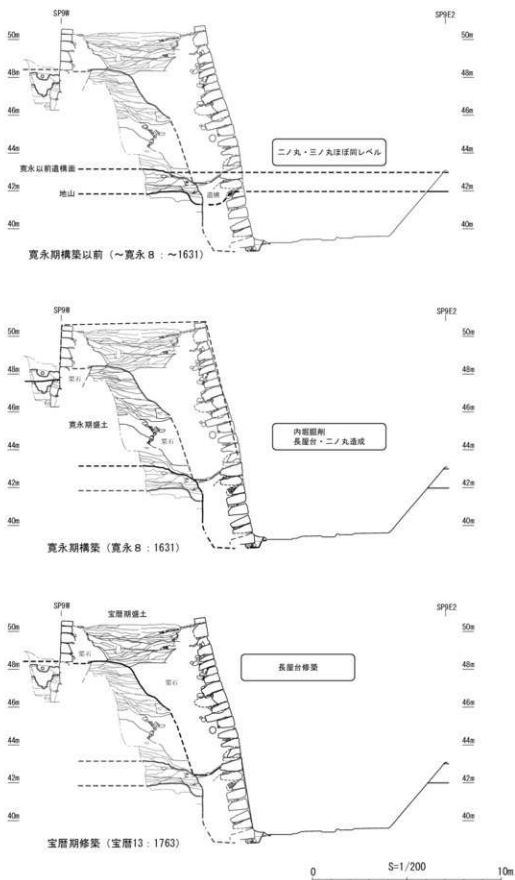 SP9W
SP9E2
50m
50m
48m
48m
46m
46m
44m
44m
二ノ丸・三ノ丸ほぼ同レベル
寛永以前遺構面
42m
42m
地山
遺構
40m
40m
寛永期構築以前（～寛永8：～1631）
SP9W
SP9E2
50m
50m
48m
48m
栗石
46m
46m
寛永期盛土
44m
44m
栗石
内堀掘削
長屋台・二ノ丸造成
42m
42m
40m
40m
寛永期構築（寛永8：1631）
SP9W
宝暦期盛土
SP9E2
50m
50m
栗石
48m
48m
長屋台修築
栗石
46m
46m
44m
44m
42m
42m
40m
40m
宝暦期修築（宝暦13：1763）
S=1/200
0
10m